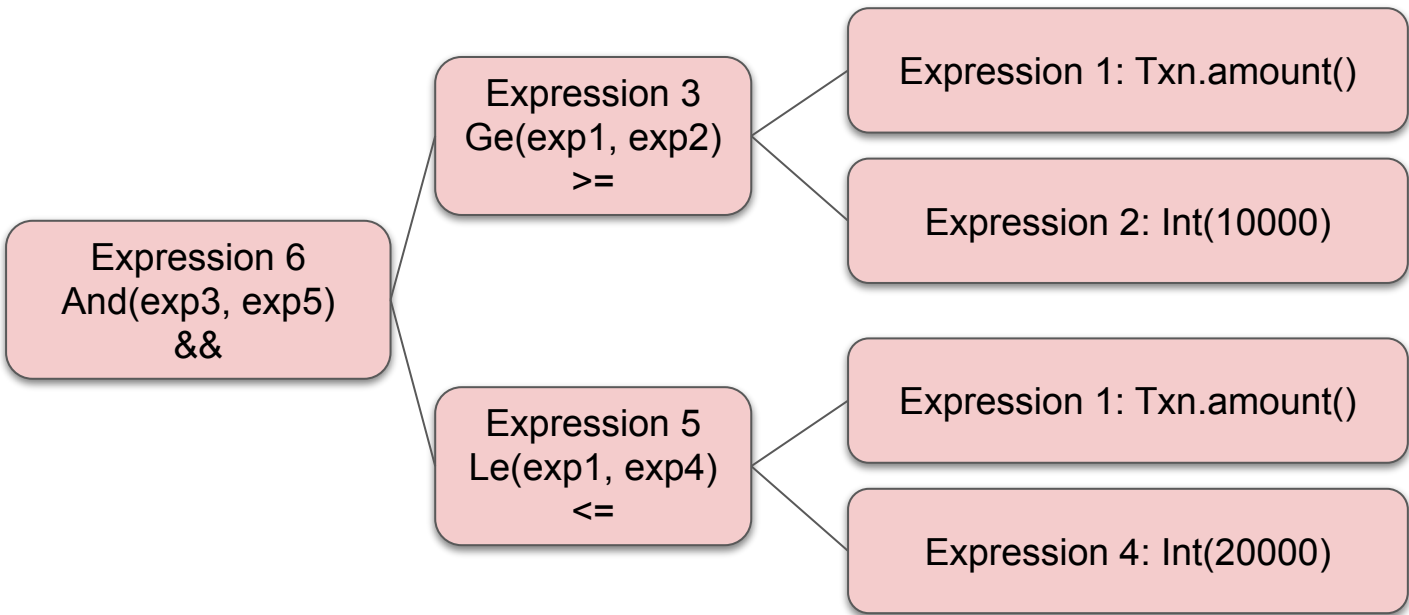 Expression 6
And(exp3, exp5)
&&
Expression 3
Ge(exp1, exp2)
>=
Expression 1: Txn.amount()
Expression 2: Int(10000)
Expression 5
Le(exp1, exp4)
<=
Expression 1: Txn.amount()
Expression 4: Int(20000)